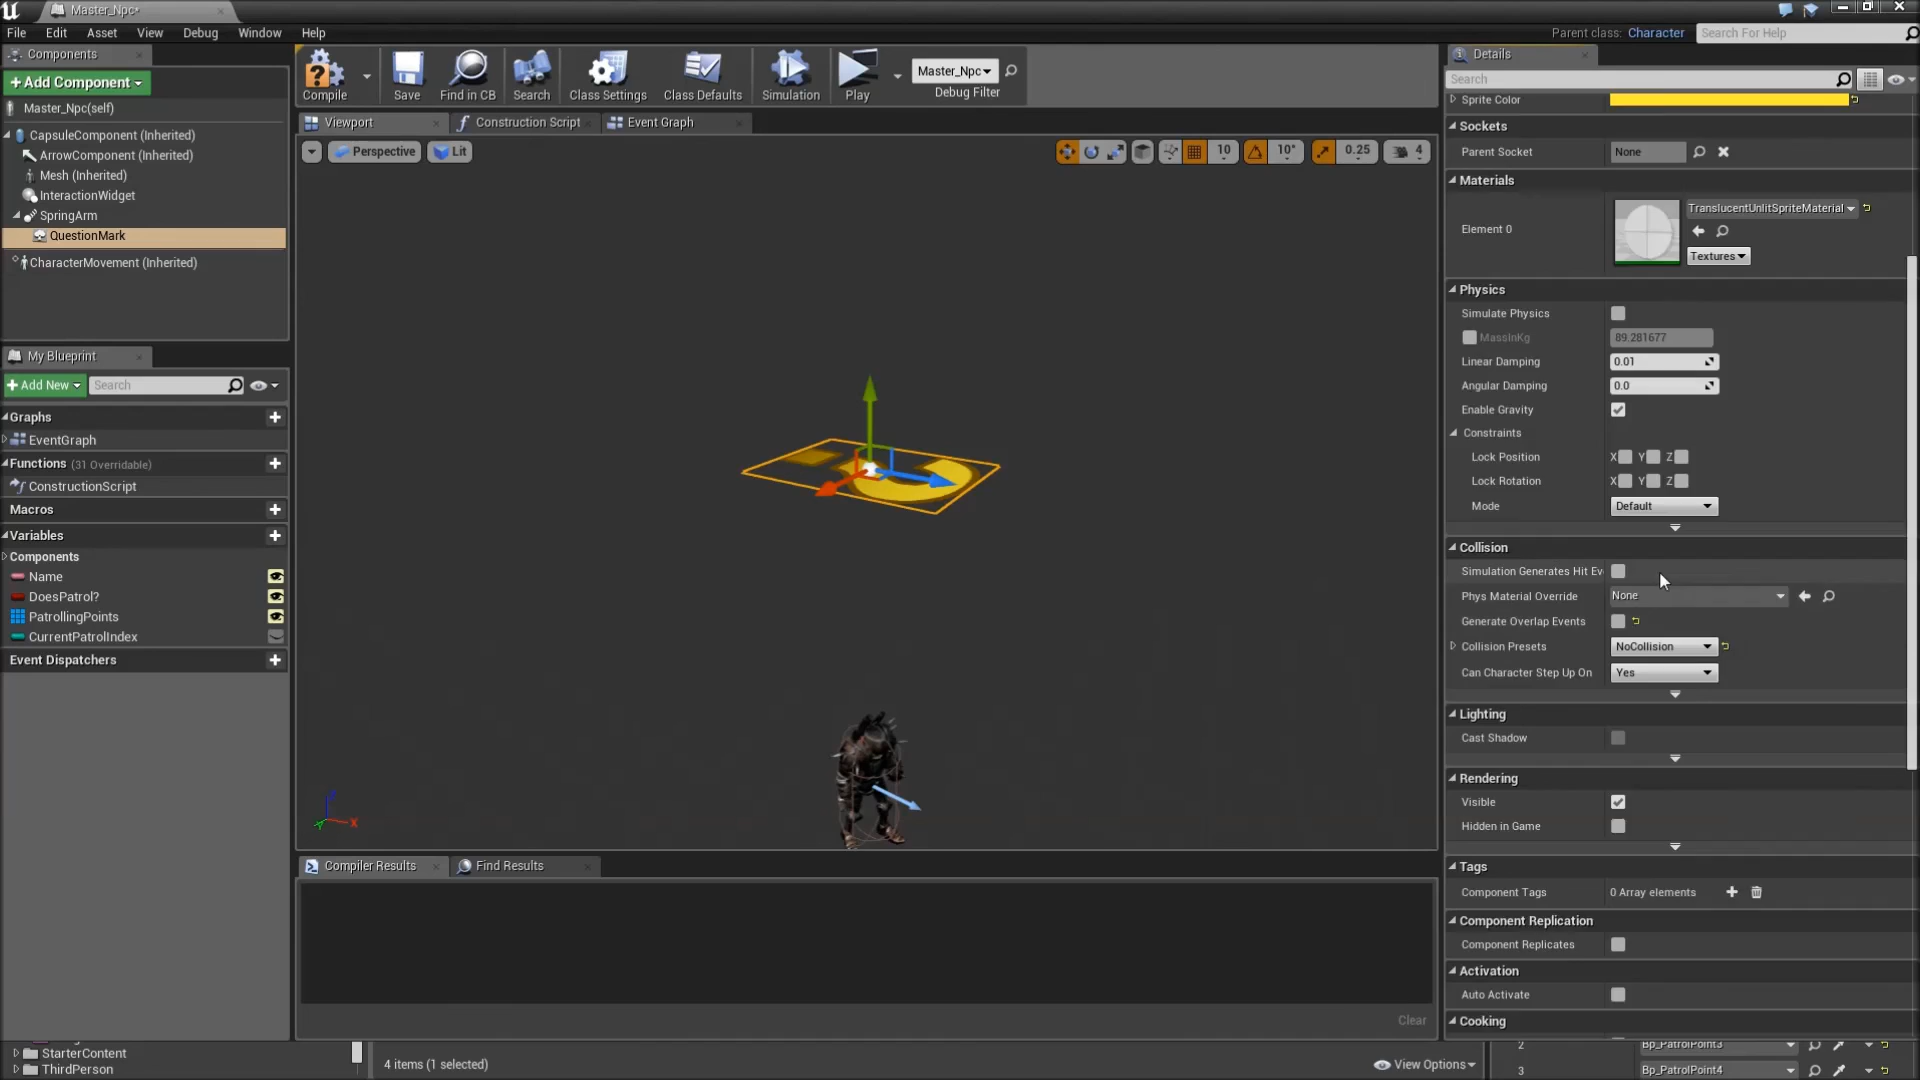 Master_Npc*
File Edit Asset View Debug Window Help
Parent class: Character
Search For Help
Components
+Add Component
Master_Npc(self)
CapsuleComponent (Inherited)
ArrowComponent (Inherited)
Mesh (Inherited)
InteractionWidget
SpringArm
QuestionMark
CharacterMovement (Inherited)
My Blueprint
+Add New
Search
Graphs
EventGraph
Functions (31 Overridable)
ConstructionScript
Macros
Variables
Components
Name
DoesPatrol?
PatrollingPoints
CurrentPatrolIndex
Event Dispatchers
StarterContent
ThirdPerson
Compile
Save
Find in CB
Search
Class Settings
Class Defaults
Simulation
Play
Master_Npc
Debug Filter
Viewport
Construction Script
Event Graph
Perspective
Lit
10
10°
0.25
4
X
Compiler Results
Find Results
Clear
4 items (1 selected)
View Options
Details
Search
Sprite Color
Sockets
Parent Socket None
Materials
Element 0
TranslucentUnlitSpriteMaterial
Textures
Physics
Simulate Physics
MassInKg 89.281677
Linear Damping 0.01
Angular Damping 0.0
Enable Gravity
Constraints
Lock Position X Y Z
Lock Rotation X Y Z
Mode Default
Collision
Simulation Generates Hit Ev
Phys Material Override None
Generate Overlap Events
Collision Presets NoCollision
Can Character Step Up On Yes
Lighting
Cast Shadow
Rendering
Visible
Hidden in Game
Tags
Component Tags 0 Array elements
Component Replication
Component Replicates
Activation
Auto Activate
Cooking
2 Bp_PatrolPoint3
3 Bp_PatrolPoint4